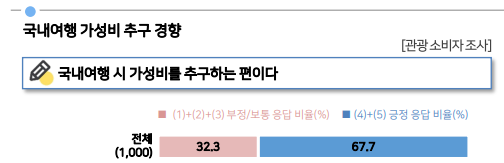 국내여행 가성비 추구 경향
[관광 소비자 조사]
국내여행 시 가성비를 추구하는 편이다
(1)+(2)+(3) 부정/보통 응답 비율(%) (4)+(5) 긍정 응답 비율(%)
전체
(1,000)
32.3 67.7